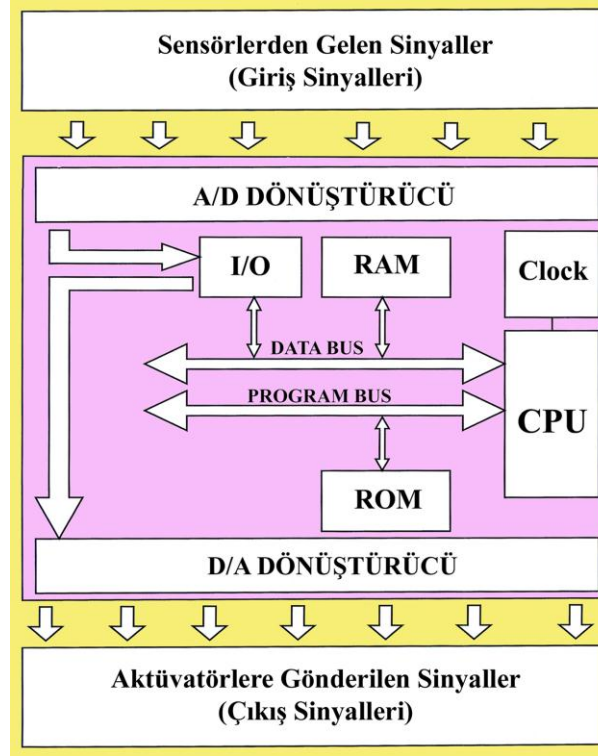 Sensörlerden Gelen Sinyaller
(Giriş Sinyalleri)
A/D DÖNÜŞTÜRÜCÜ
I/O
RAM
Clock
DATA BUS
PROGRAM BUS
CPU
ROM
D/A DÖNÜŞTÜRÜCÜ
Aktüvatörlere Gönderilen Sinyaller
(Çıkış Sinyalleri)